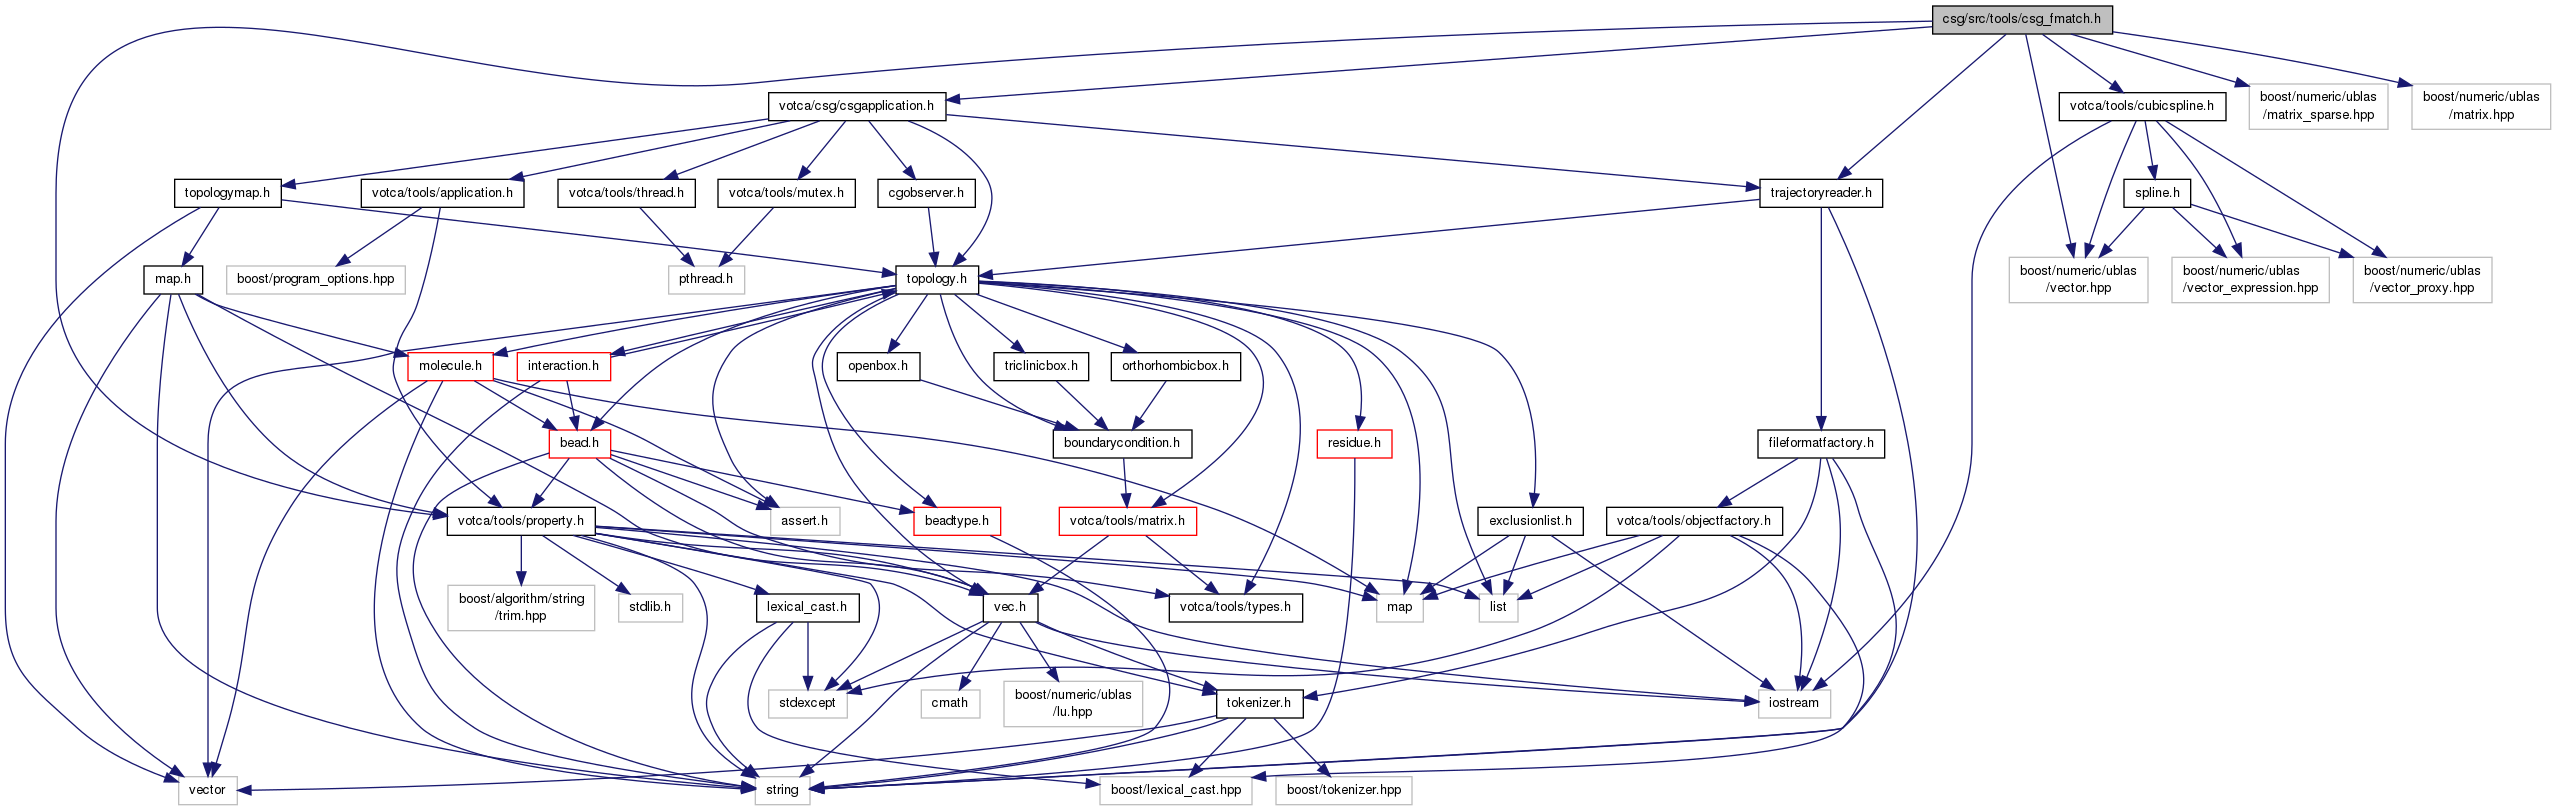 csg/src/tools/csg_fmatch.h
votca/csg/csgapplication.h
votca/tools/cubicspline.h
boost/numeric/ublas
/matrix_sparse.hpp
boost/numeric/ublas
/matrix.hpp
topologymap.h
votca/tools/application.h
votca/tools/thread.h
votca/tools/mutex.h
cgobserver.h
trajectoryreader.h
spline.h
map.h
boost/program_options.hpp
pthread.h
topology.h
boost/numeric/ublas
/vector.hpp
boost/numeric/ublas
/vector_expression.hpp
boost/numeric/ublas
/vector_proxy.hpp
molecule.h
interaction.h
openbox.h
triclinicbox.h
orthorhombicbox.h
bead.h
boundarycondition.h
residue.h
fileformatfactory.h
votca/tools/property.h
assert.h
beadtype.h
votca/tools/matrix.h
exclusionlist.h
votca/tools/objectfactory.h
boost/algorithm/string
/trim.hpp
stdlib.h
lexical_cast.h
vec.h
votca/tools/types.h
map
list
stdexcept
cmath
boost/numeric/ublas
/lu.hpp
tokenizer.h
iostream
vector
string
boost/lexical_cast.hpp
boost/tokenizer.hpp